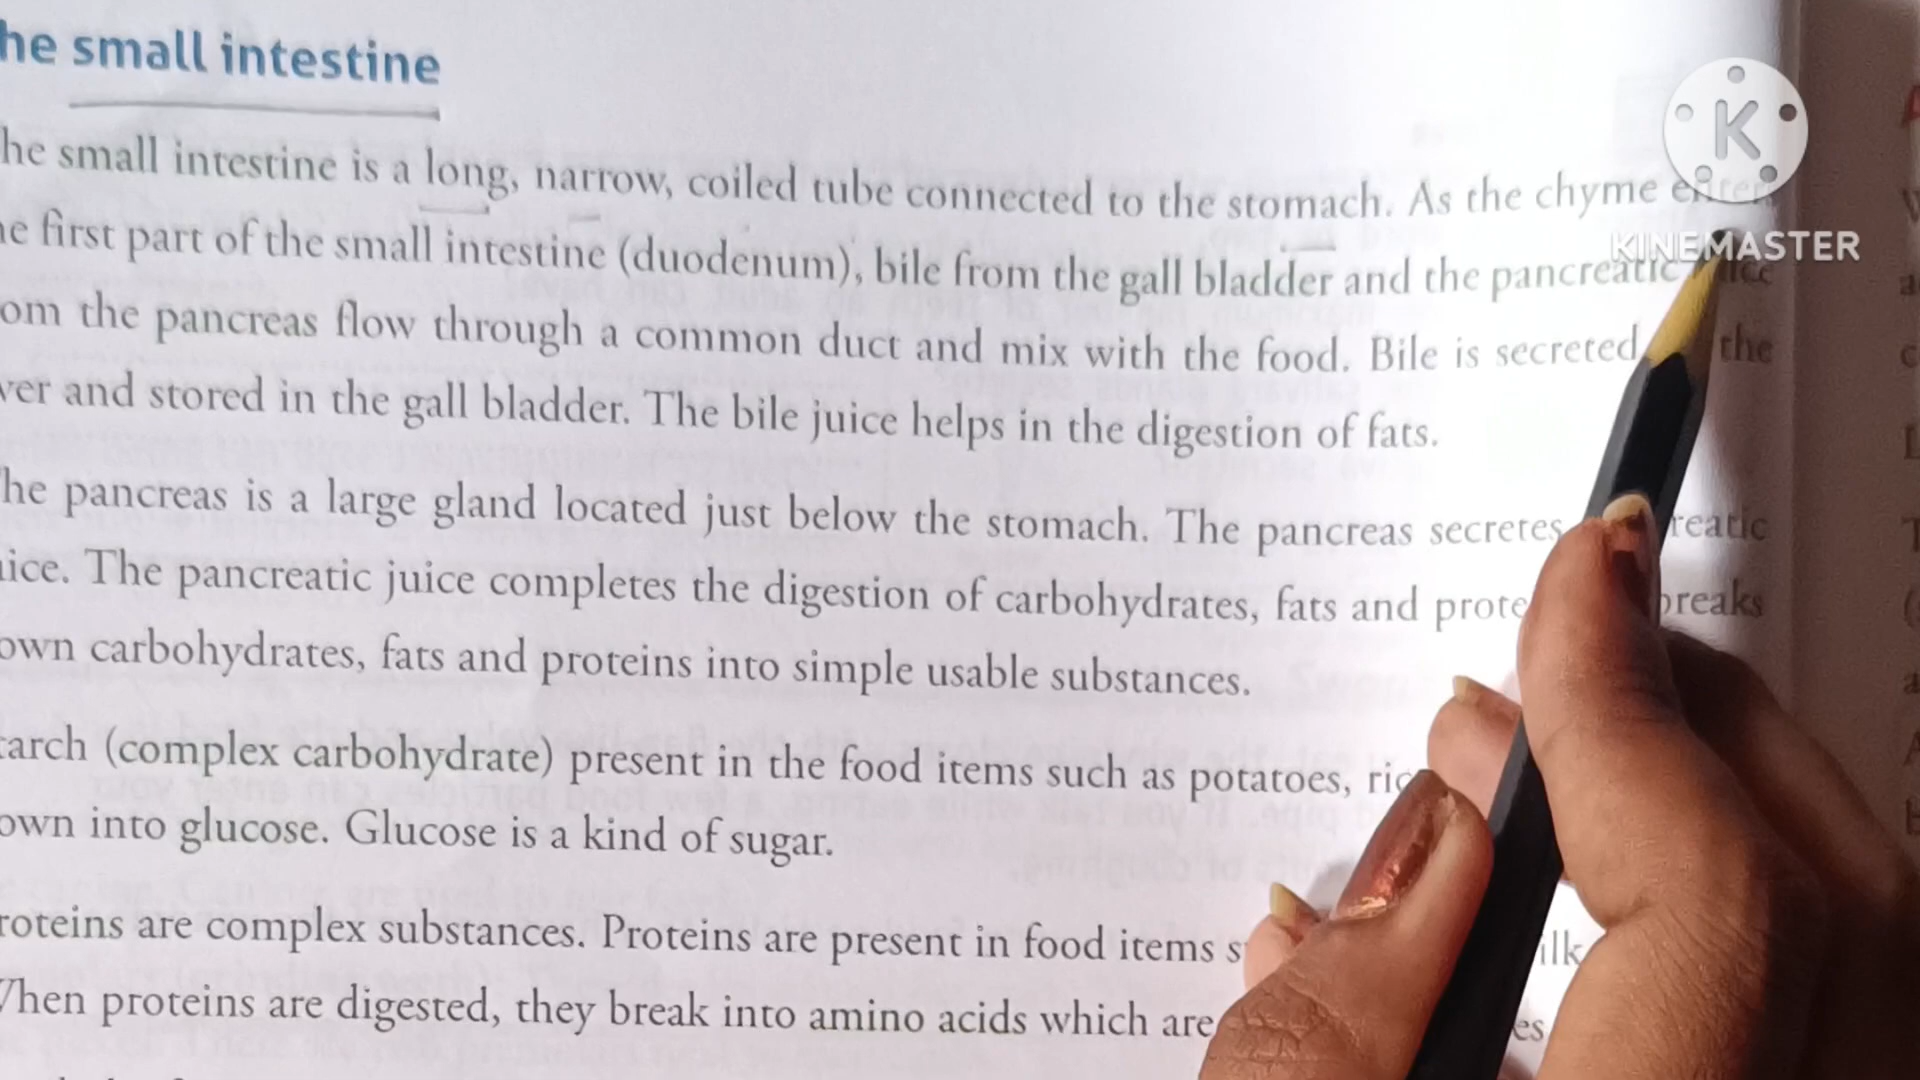 he small intestine
he small intestine is a long, narrow, coiled tube connected to the stomach. As the chyme enter
he first part of the small intestine (duodenum), bile from the gall bladder and the pancreatic
om the pancreas flow through a common duct and mix with the food. Bile is secreted the
ver and stored in the gall bladder. The bile juice helps in the digestion of fats.
he pancreas is a large gland located just below the stomach. The pancreas secretes reatic
ice. The pancreatic juice completes the digestion of carbohydrates, fats and prote breaks
own carbohydrates, fats and proteins into simple usable substances.
arch (complex carbohydrate) present in the food items such as potatoes, ric
own into glucose. Glucose is a kind of sugar.
roteins are complex substances. Proteins are present in food items s ilk
When proteins are digested, they break into amino acids which are es
K
KINEMASTER